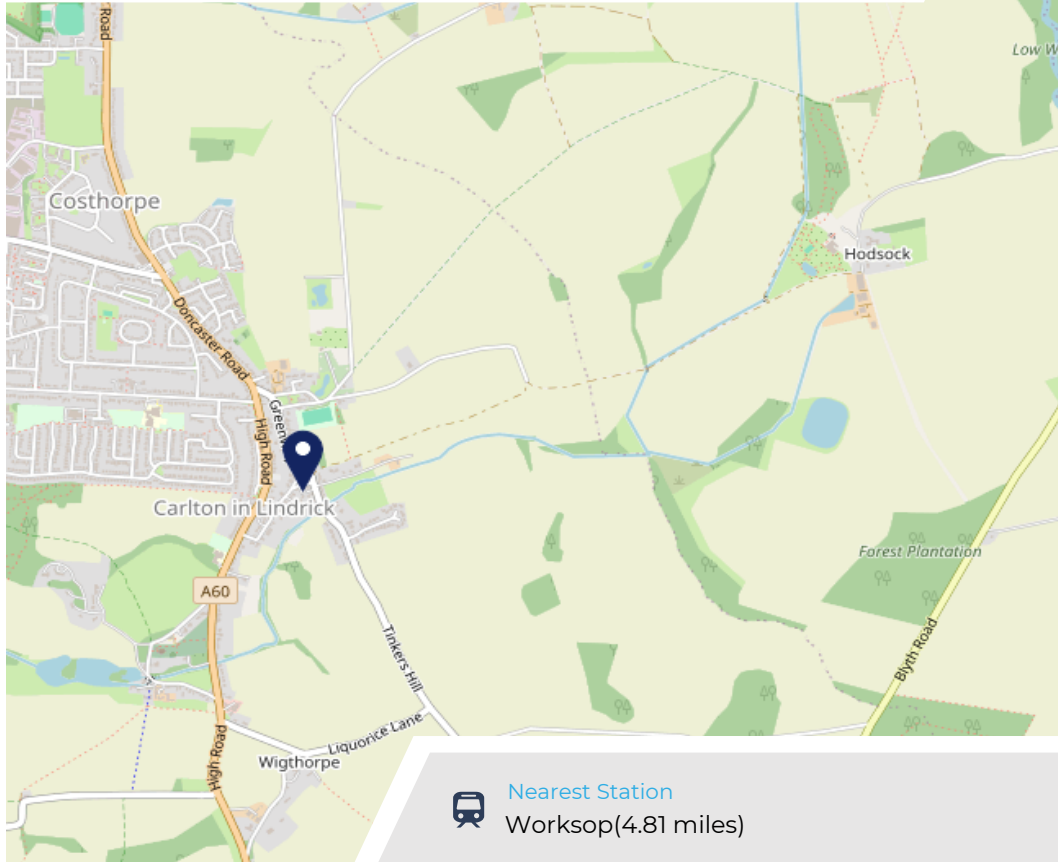 Road
Low W
Costhorpe
Hodsock
Doncaster Road
Greenw
High Road
Carlton in Lindrick
Forest Plantation
A60
Tinkers Hill
Blyth Road
Liquorice Lane
High Road
Wigthorpe
Nearest Station
Worksop(4.81 miles)